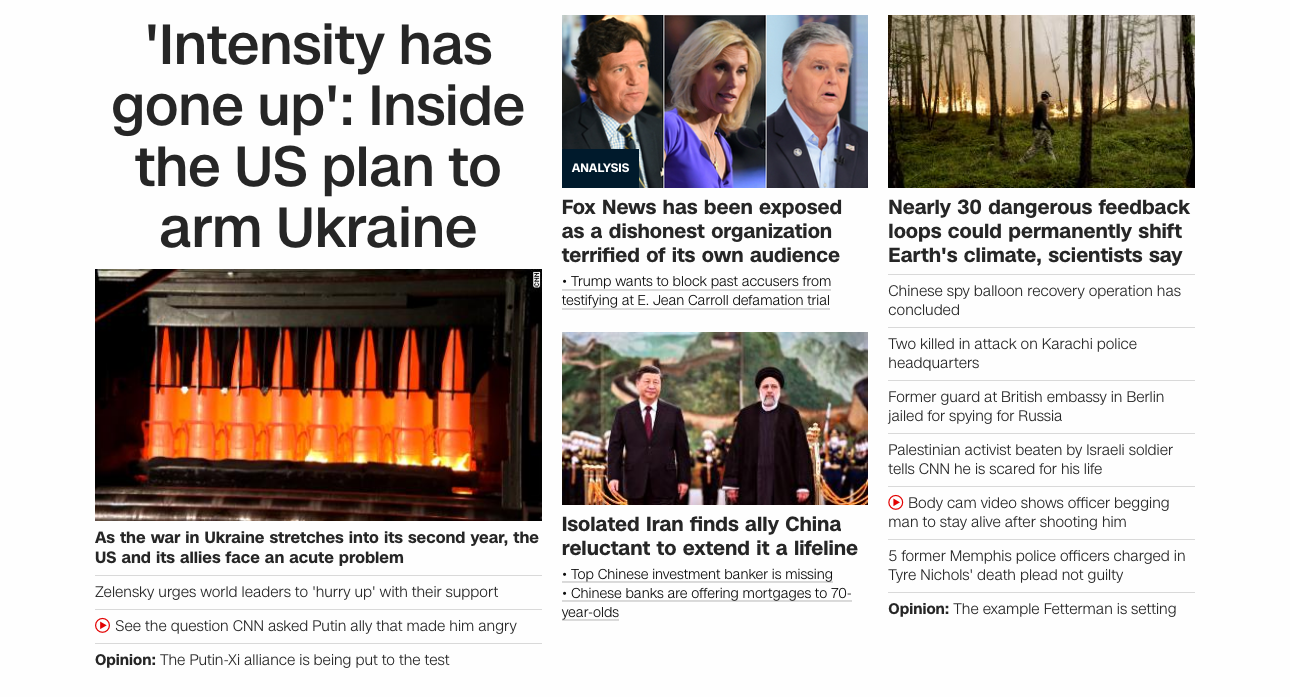 'Intensity has
gone up': Inside
the US plan to
arm Ukraine
CNN
As the war in Ukraine stretches into its second year, the
US and its allies face an acute problem
Zelensky urges world leaders to 'hurry up' with their support
See the question CNN asked Putin ally that made him angry
Opinion: The Putin-Xi alliance is being put to the test
ANALYSIS
Fox News has been exposed
as a dishonest organization
terrified of its own audience
• Trump wants to block past accusers from
testifying at E. Jean Carroll defamation trial
Isolated Iran finds ally China
reluctant to extend it a lifeline
• Top Chinese investment banker is missing
• Chinese banks are offering mortgages to 70-
year-olds
Nearly 30 dangerous feedback
loops could permanently shift
Earth's climate, scientists say
Chinese spy balloon recovery operation has
concluded
Two killed in attack on Karachi police
headquarters
Former guard at British embassy in Berlin
jailed for spying for Russia
Palestinian activist beaten by Israeli soldier
tells CNN he is scared for his life
Body cam video shows officer begging
man to stay alive after shooting him
5 former Memphis police officers charged in
Tyre Nichols' death plead not guilty
Opinion: The example Fetterman is setting